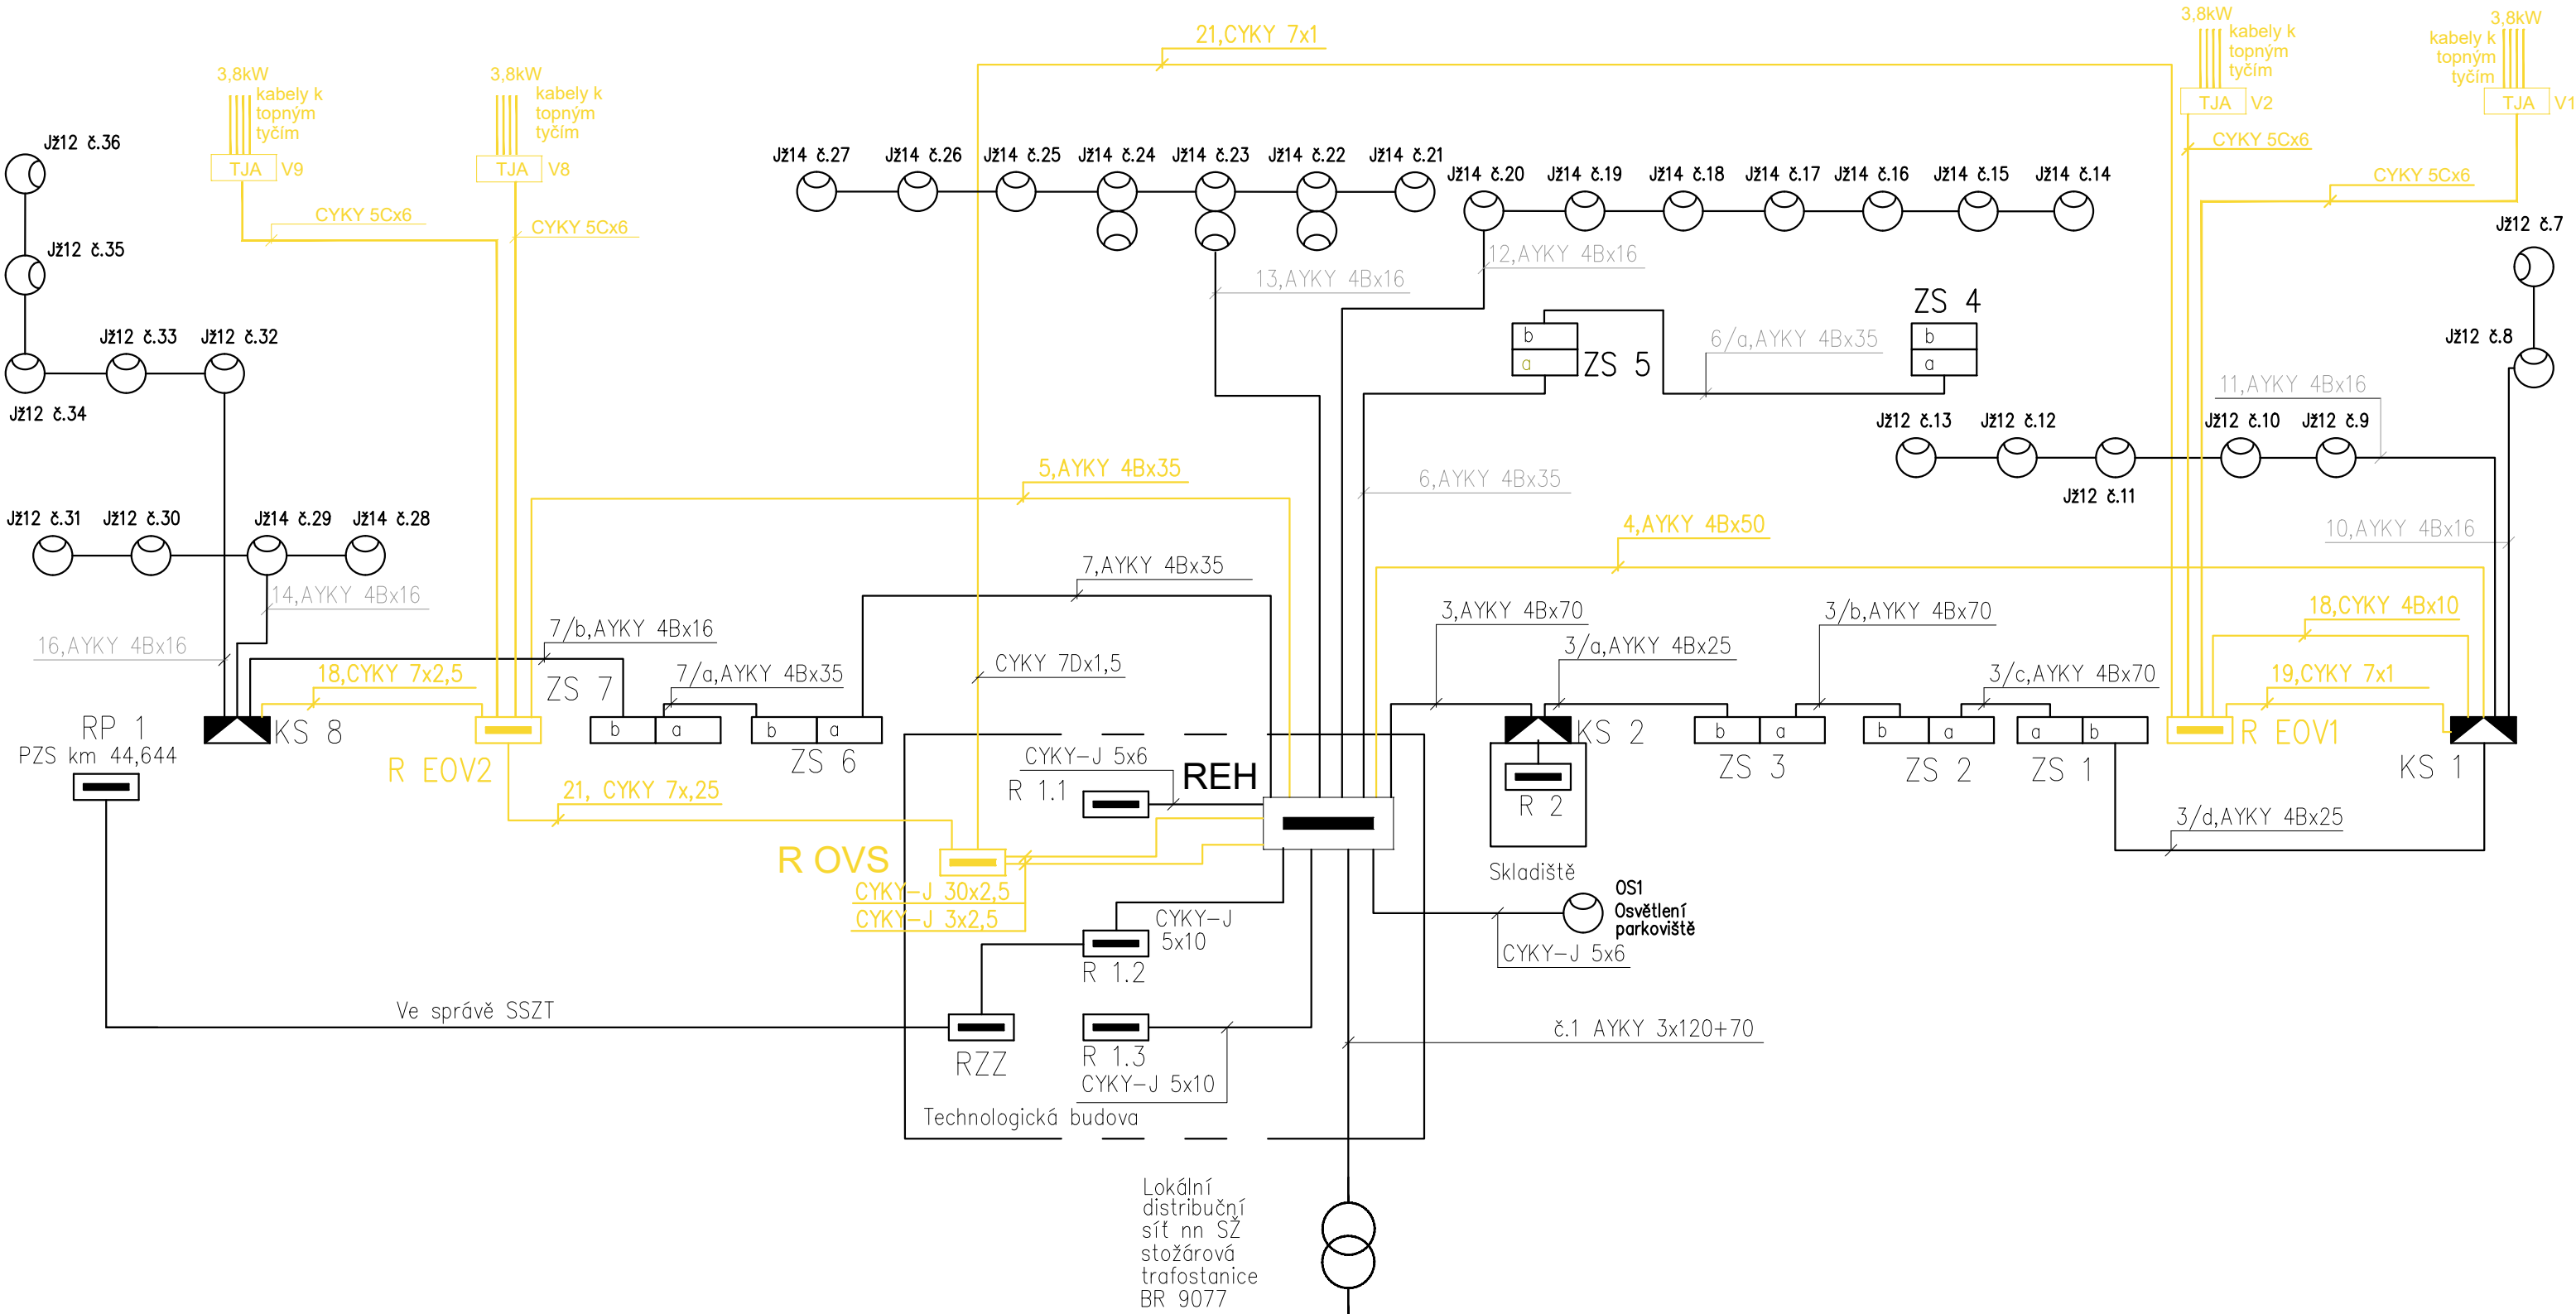 21,CYKY 7x1
3,8kW
kabely k
topným
tyčím
TJA V2
CYKY 5Cx6
3,8kW
kabely k
topným
tyčím
TJA V1
CYKY 5Cx6
3,8kW
kabely k
topným
tyčím
TJA V9
CYKY 5Cx6
3,8kW
kabely k
topným
tyčím
TJA V8
CYKY 5Cx6
Jž12 č.36
Jž12 č.35
Jž12 č.33 Jž12 č.32
Jž12 č.34
Jž14 č.27 Jž14 č.26 Jž14 č.25 Jž14 č.24 Jž14 č.23 Jž14 č.22 Jž14 č.21
Jž14 č.20 Jž14 č.19 Jž14 č.18 Jž14 č.17 Jž14 č.16 Jž14 č.15 Jž14 č.14
13,AYKY 4Bx16
12,AYKY 4Bx16
Jž12 č.7
Jž12 č.8
ZS 4
b
a
b
a
ZS 5
6/a,AYKY 4Bx35
11,AYKY 4Bx16
Jž12 č.13 Jž12 č.12 Jž12 č.10 Jž12 č.9
Jž12 č.11
5,AYKY 4Bx35
6,AYKY 4Bx35
4,AYKY 4Bx50
10,AYKY 4Bx16
Jž12 č.31 Jž12 č.30 Jž14 č.29 Jž14 č.28
14,AYKY 4Bx16
16,AYKY 4Bx16
7,AYKY 4Bx35
7/b,AYKY 4Bx16
7/a,AYKY 4Bx35
18,CYKY 7x2,5
ZS 7
b a
b a
ZS 6
CYKY 7Dx1,5
3,AYKY 4Bx70
3/a,AYKY 4Bx25
3/b,AYKY 4Bx70
3/c,AYKY 4Bx70
18,CYKY 4Bx10
19,CYKY 7x1
RP 1
PZS km 44,644
KS 8
R EOV2
21, CYKY 7x,25
KS 2
b a
ZS 3
b a
ZS 2
a b
ZS 1
R EOV1
KS 1
3/d,AYKY 4Bx25
CYKY-J 5x6
R 1.1
REH
R 2
Skladiště
R OVS
CYKY-J 30x2,5
CYKY-J 3x2,5
CYKY-J
5x10
R 1.2
OS1
Osvětlení
parkoviště
CYKY-J 5x6
Ve správě SSZT
RZZ
R 1.3
CYKY-J 5x10
č.1 AYKY 3x120+70
Technologická budova
Lokální
distribuční
síť nn SŽ
stožárová
trafostanice
BR 9077